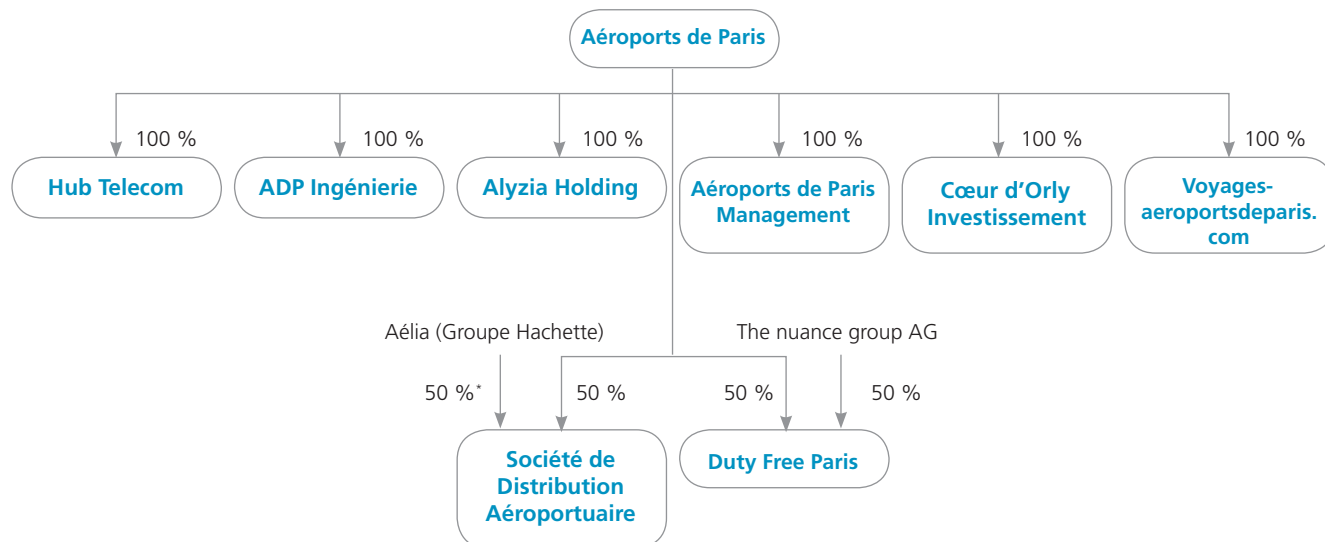 Aéroports de Paris
100 %
100 %
100 %
100 %
100 %
100 %
Hub Telecom
ADP Ingénierie
Alyzia Holding
Aéroports de Paris
Management
Cœur d’Orly
Investissement
Voyages-
aeroportsdeparis.
com
Aélia (Groupe Hachette)
The nuance group AG
50 %*
50 %
50 %
50 %
Société de
Distribution
Aéroportuaire
Duty Free Paris